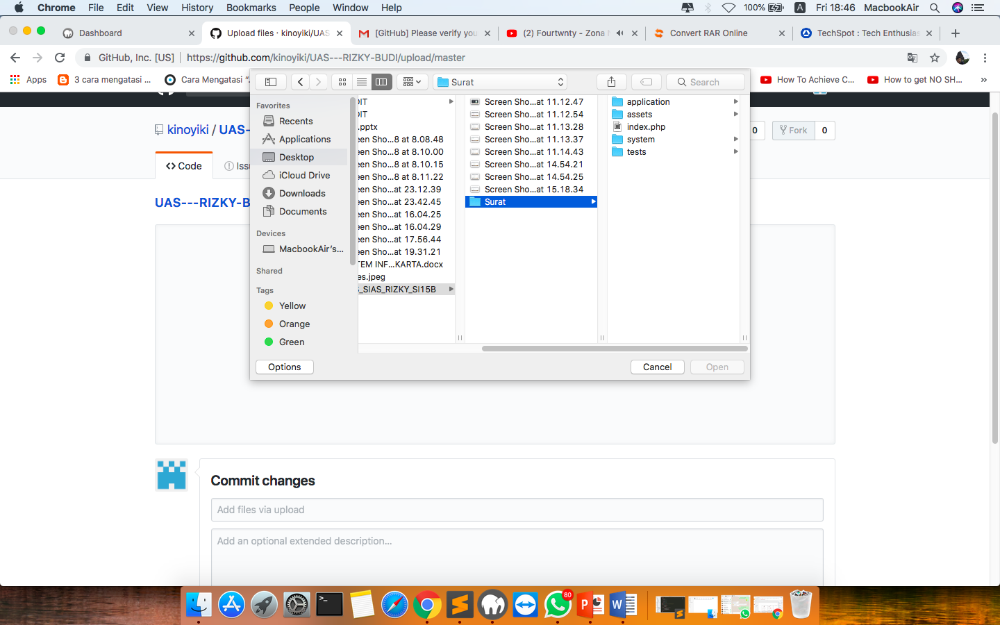 Chrome File Edit View History Bookmarks People Window Help 100% A Fri 18:46 MacbookAir
Dashboard
Upload files · kinoyiki/UAS
[GitHub] Please verify you
(2) Fourtwnty - Zona
Convert RAR Online
TechSpot : Tech Enthusias
GitHub, Inc. [US] https://github.com/kinoyiki/UAS---RIZKY-BUDI/upload/master
Apps
3 cara mengatasi ...
Cara Mengatasi "
How To Achieve C...
How to get NO SH...
»
Surat
Search
kinoyiki / UAS-
0
Fork
0
Code
Issu
UAS---RIZKY-B
Favorites
Recents
Applications
Desktop
iCloud Drive
Downloads
Documents
Devices
MacbookAir's...
Shared
Tags
Yellow
Orange
Green
DIT
DIT
.pptx
een Sho...8 at 8.08.48
een Sho...8 at 8.10.00
een Sho...8 at 8.10.15
een Sho...8 at 8.11.22
een Sho...at 23.12.39
een Sho...at 23.42.45
een Sho...at 16.04.25
een Sho...at 16.04.29
een Sho...at 17.56.44
een Sho...at 19.31.21
TEM INF...KARTA.docx
es.jpeg
_SIAS_RIZKY_SI15B
Screen Sho...at 11.12.47
Screen Sho...at 11.12.54
Screen Sho...at 11.13.28
Screen Sho...at 11.13.37
Screen Sho...at 11.14.43
Screen Sho...at 14.54.21
Screen Sho...at 14.54.25
Screen Sho...at 15.18.34
Surat
application
assets
index.php
system
tests
Options
Cancel
Open
Commit changes
Add files via upload
Add an optional extended description...
80